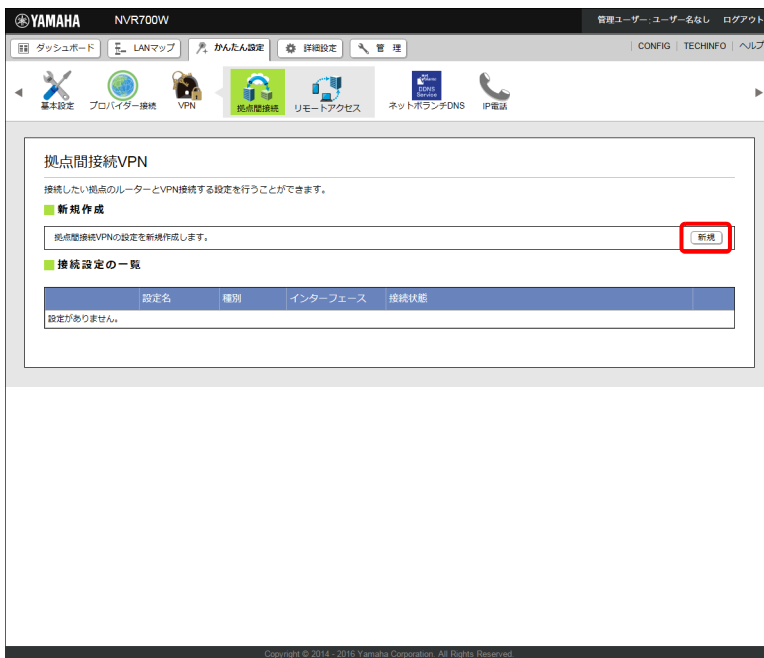 YAMAHA NVR700W 管理ユーザー:ユーザー名なし ログアウト
ダッシュボード LANマップ かんたん設定 詳細設定 管 理 CONFIG | TECHINFO | ヘルプ
基本設定 プロバイダー接続 VPN 拠点間接続 リモートアクセス Net Volante DDNS Service ネットボランチDNS IP電話
拠点間接続VPN
接続したい拠点のルーターとVPN接続する設定を行うことができます。
新規作成
拠点間接続VPNの設定を新規作成します。 新規
接続設定の一覧
設定名 種別 インターフェース 接続状態
設定がありません。
Copyright © 2014 - 2016 Yamaha Corporation. All Rights Reserved.